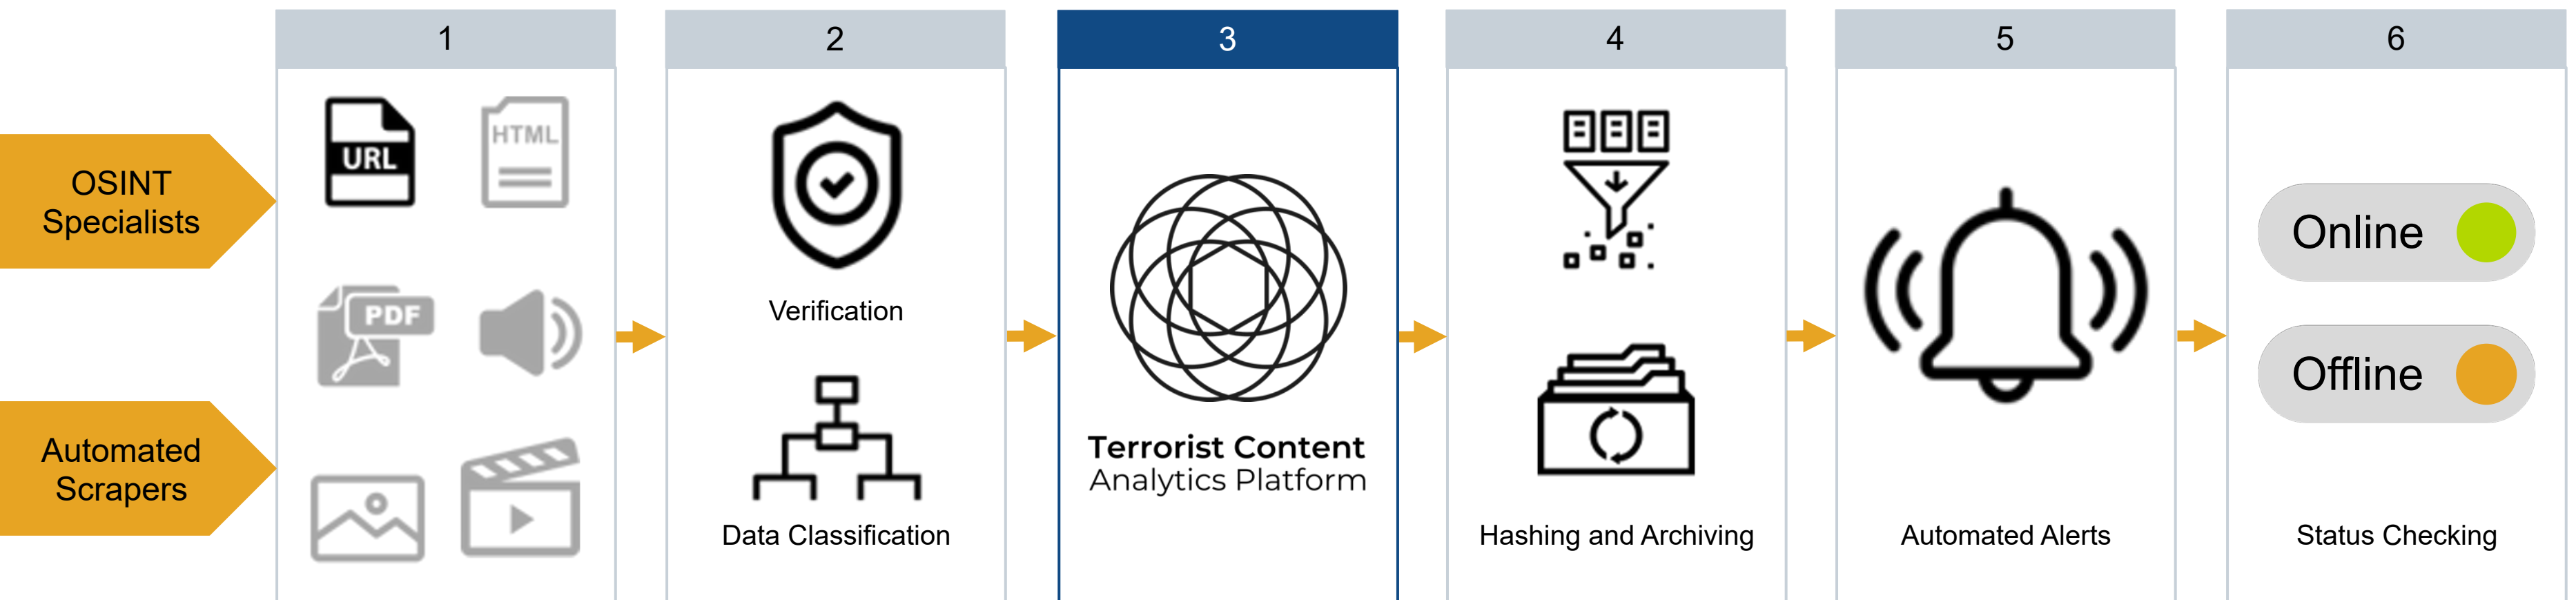 OSINT
Specialists
Automated
Scrapers
1
URL
HTML
PDF
2
Verification
Data Classification
3
Terrorist Content
Analytics Platform
4
Hashing and Archiving
5
Automated Alerts
6
Online
Offline
Status Checking